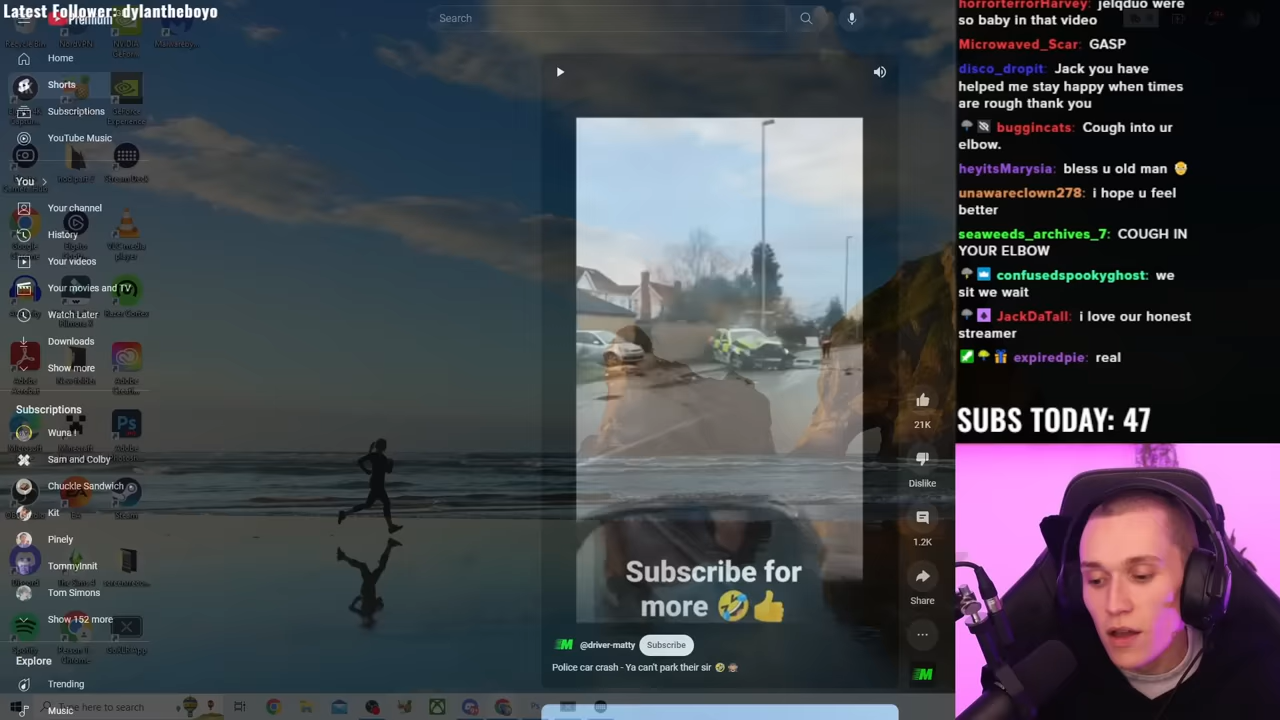 Latest Follower: dylantheboyo
Premium
Search
Home
Shorts
Subscriptions
YouTube Music
You
Your channel
History
Your videos
Your movies and TV
Watch Later
Downloads
Show more
Subscriptions
Wuna
Sam and Colby
Chuckle Sandwich
Kit
Pinely
TommyInnit
Tom Simons
Show 152 more
Explore
Trending
Music
Type here to search
Subscribe for
more 🤣👍
@driver-matty Subscribe
Police car crash - Ya can't park their sir 🤣 🙊
21K
Dislike
1.2K
Share
horrorterrorHarvey: jelqduo were
so baby in that video
Microwaved_Scar: GASP
disco_dropit: Jack you have
helped me stay happy when times
are rough thank you
buggincats: Cough into ur
elbow.
heyitsMarysia: bless u old man 👴
unawareclown278: i hope u feel
better
seaweeds_archives_7: COUGH IN
YOUR ELBOW
confusedspookyghost: we
sit we wait
JackDaTall: i love our honest
streamer
expiredpie: real
SUBS TODAY: 47